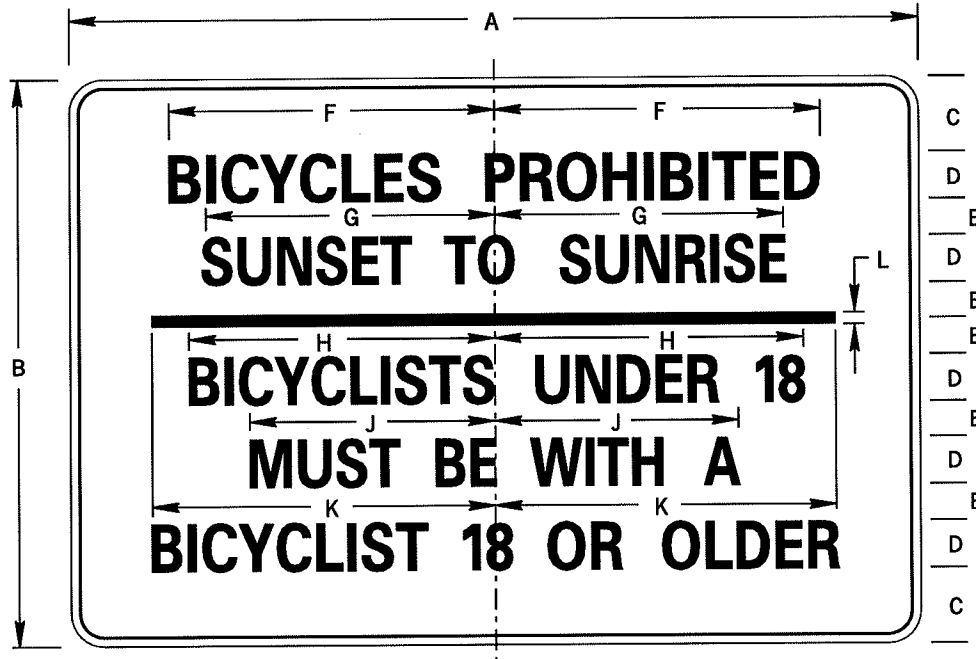 A
F F C
BICYCLES PROHIBITED D
G G E
SUNSET TO SUNRISE D
L
E
B H H E
BICYCLISTS UNDER 18 D
J J E
MUST BE WITH A D
K K E
BICYCLIST 18 OR OLDER D
C